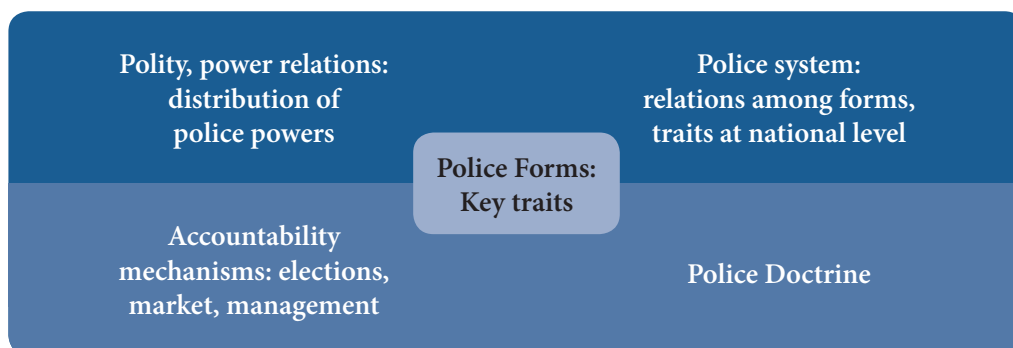 Polity, power relations:
distribution of
police powers
Police system:
relations among forms,
traits at national level
Police Forms:
Key traits
Accountability
mechanisms: elections,
market, management
Police Doctrine